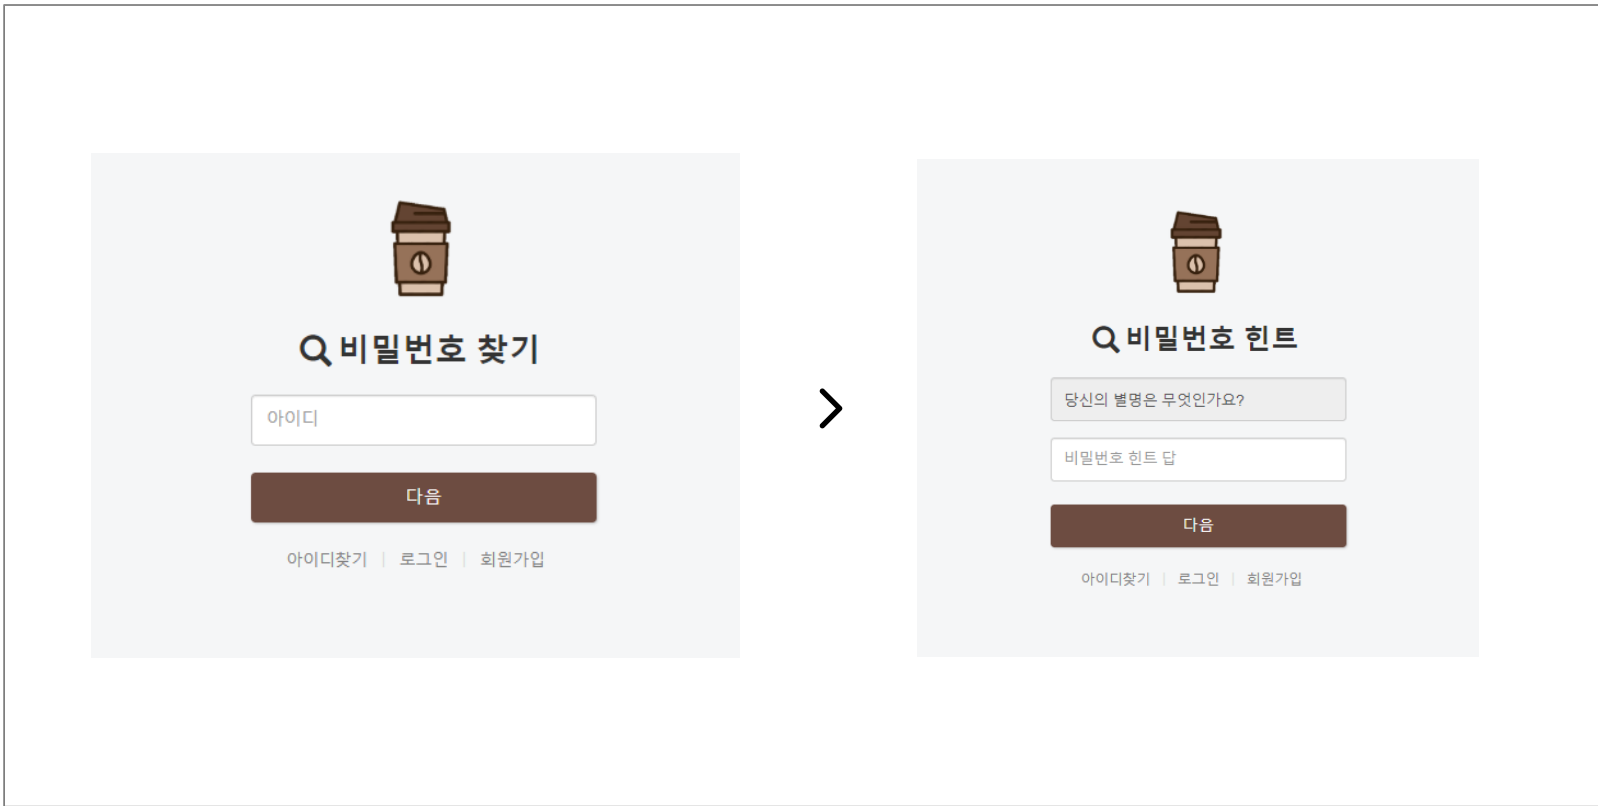 비밀번호 찾기
아이디
다음
아이디찾기 | 로그인 | 회원가입
비밀번호 힌트
당신의 별명은 무엇인가요?
비밀번호 힌트 답
다음
아이디찾기 | 로그인 | 회원가입